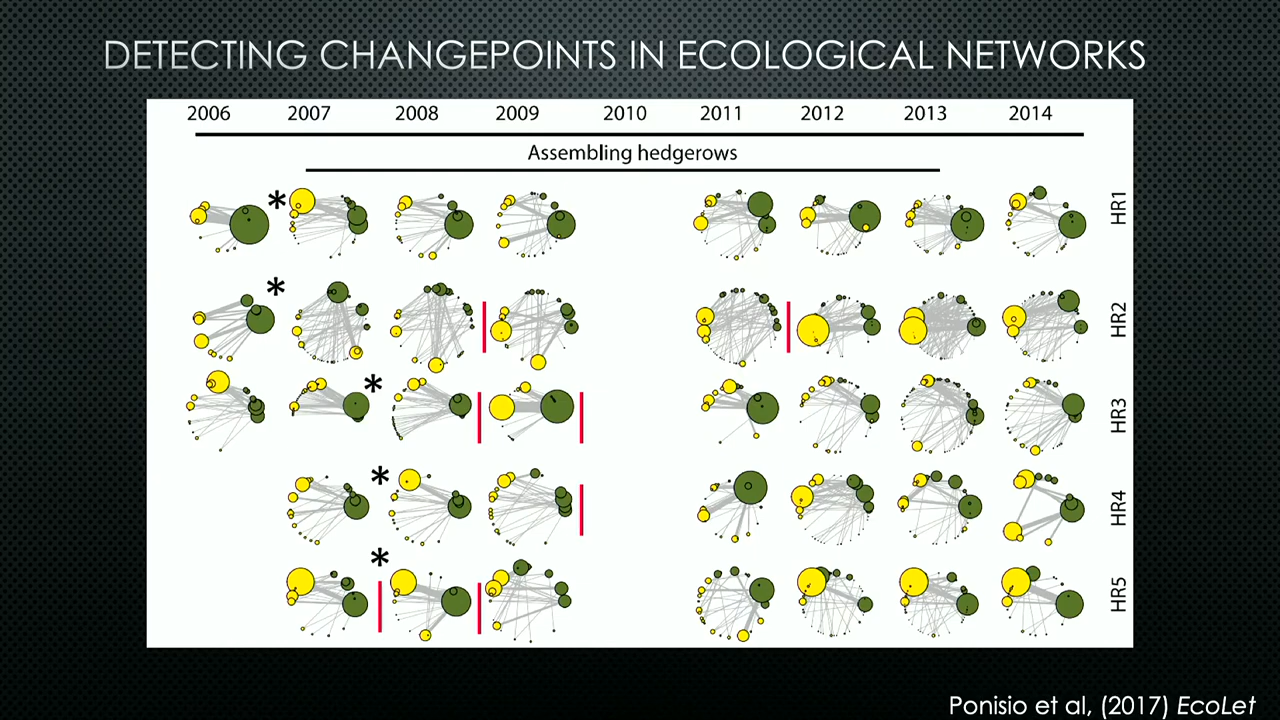 DETECTING CHANGEPOINTS IN ECOLOGICAL NETWORKS
2006 2007 2008 2009 2010 2011 2012 2013 2014
Assembling hedgerows
* HR1
* HR2
* HR3
* HR4
* HR5
Ponisio et al, (2017) EcoLet